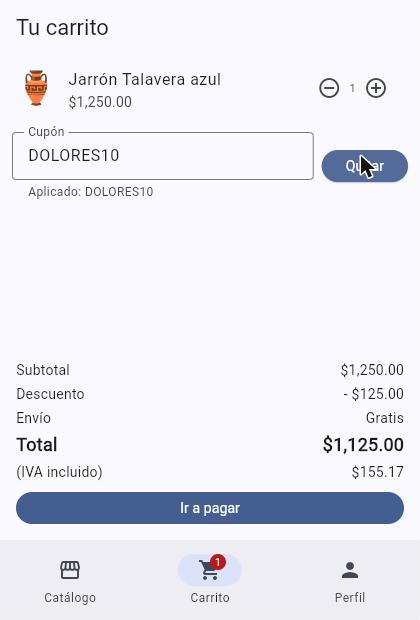 Tu carrito
Jarrón Talavera azul
$1,250.00
1
Cupón
DOLORES10
Aplicado: DOLORES10
Subtotal
$1,250.00
Descuento
- $125.00
Envío
Gratis
Total
$1,125.00
(IVA incluido)
$155.17
Ir a pagar
1
Catálogo
Carrito
Perfil